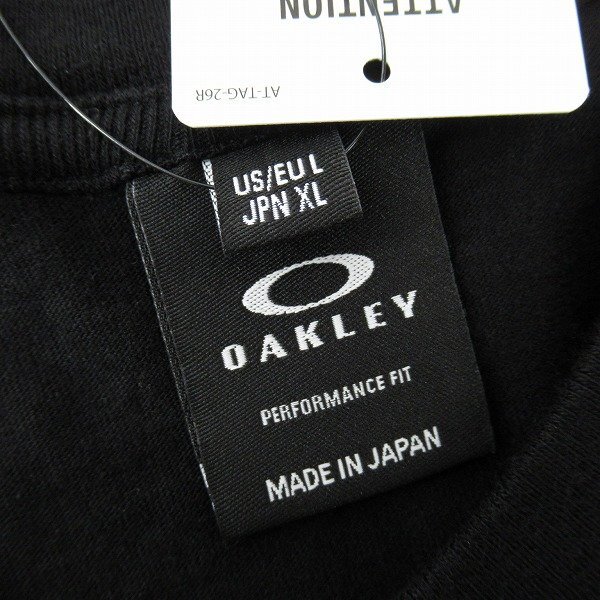 ATTENTION
AT-TAG-26R
US/EU L
JPN XL
OAKLEY
PERFORMANCE FIT
MADE IN JAPAN